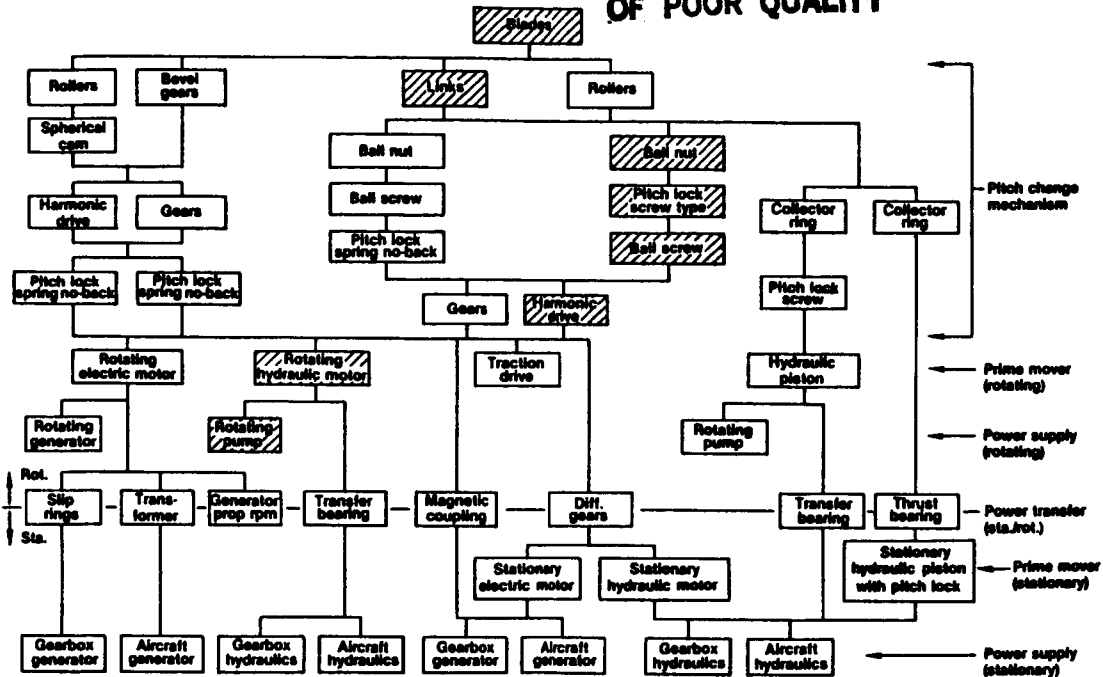 OF POOR QUALITY
Blades
Rollers
Bevel
gears
Links
Rollers
Spherical
cam
Ball nut
Ball nut
Pitch change
mechanism
Harmonic
drive
Gears
Ball screw
Pitch lock
screw type
Collector
ring
Collector
ring
Pitch lock
spring no-back
Ball screw
Pitch lock
spring no-back
Pitch lock
spring no-back
Pitch lock
screw
Gears
Harmonic
drive
Rotating
electric motor
Rotating
hydraulic motor
Traction
drive
Hydraulic
piston
Prime mover
(rotating)
Rotating
generator
Rotating
pump
Rotating
pump
Power supply
(rotating)
Rot.
Slip
rings
Trans-
former
Generator
prop rpm
Transfer
bearing
Magnetic
coupling
Diff.
gears
Transfer
bearing
Thrust
bearing
Power transfer
(sta./rot.)
Sta.
Stationary
electric motor
Stationary
hydraulic motor
Stationary
hydraulic piston
with pitch lock
Prime mover
(stationary)
Gearbox
generator
Aircraft
generator
Gearbox
hydraulics
Aircraft
hydraulics
Gearbox
generator
Aircraft
generator
Gearbox
hydraulics
Aircraft
hydraulics
Power supply
(stationary)